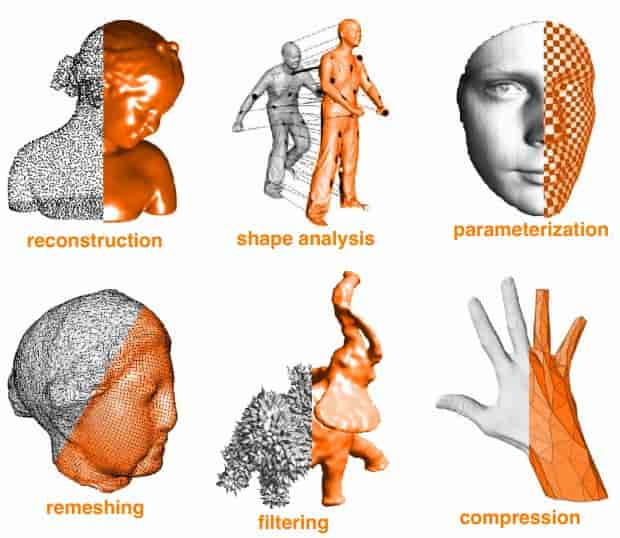 reconstruction
shape analysis
parameterization
remeshing
filtering
compression